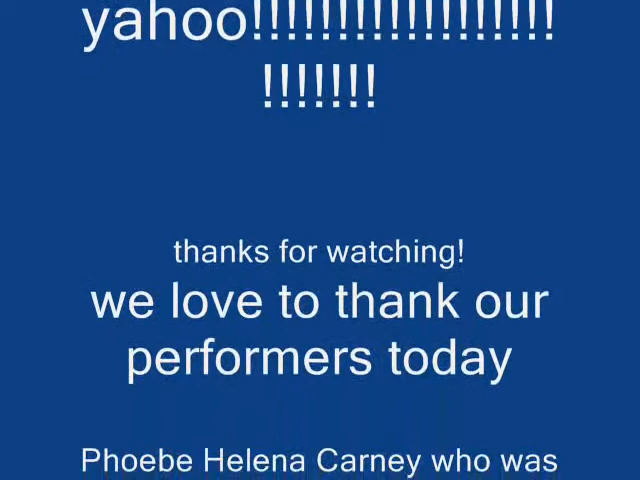 yahoo!!!!!!!!!!!!!!!!!!
!!!!!!!
thanks for watching!
we love to thank our
performers today
Phoebe Helena Carney who was